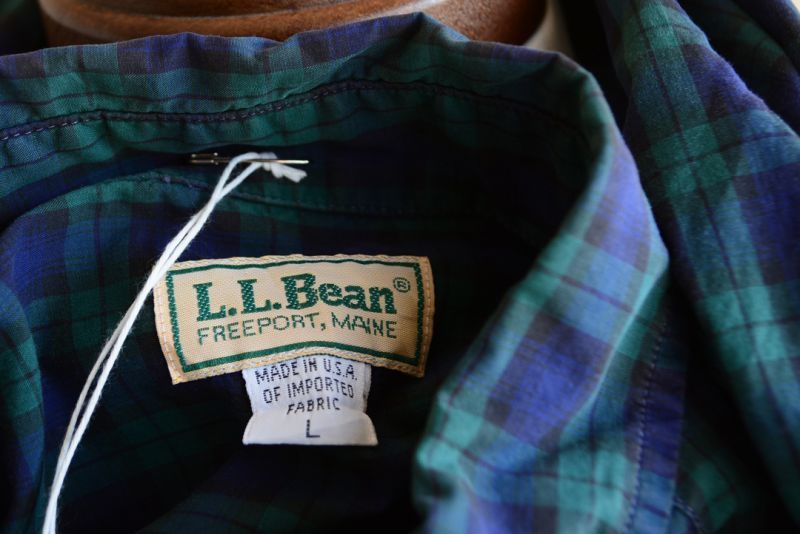 L.L.Bean®
FREEPORT, MAINE
MADE IN U.S.A.
OF IMPORTED
FABRIC
L